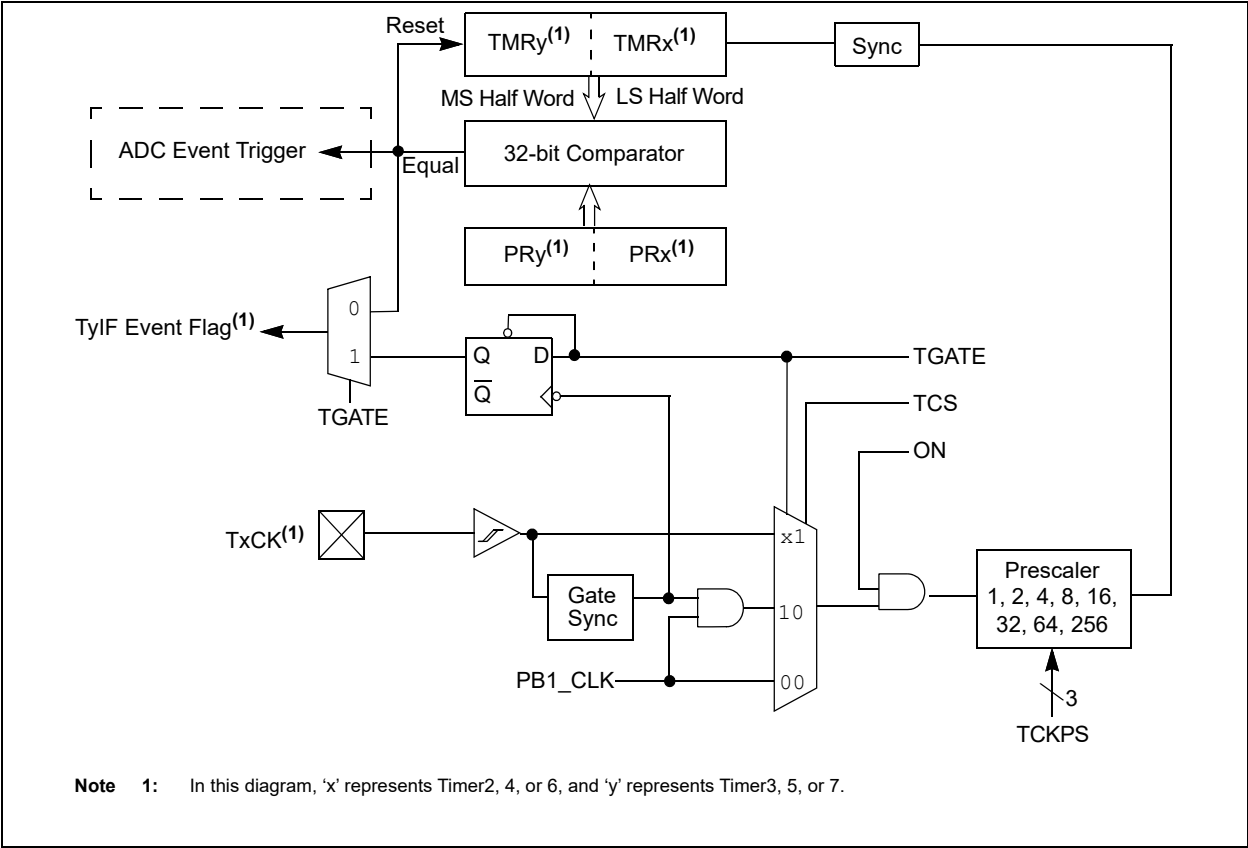 Reset
TMRy(1) TMRx(1)
Sync
MS Half Word LS Half Word
ADC Event Trigger
Equal
32-bit Comparator
PRy(1) PRx(1)
0
TyIF Event Flag(1)
1
TGATE
Q D
Q̅
TGATE
TCS
ON
TxCK(1)
x1
Gate
Sync
10
Prescaler
1, 2, 4, 8, 16,
32, 64, 256
PB1_CLK
00
3
TCKPS
Note 1: In this diagram, ‘x’ represents Timer2, 4, or 6, and ‘y’ represents Timer3, 5, or 7.